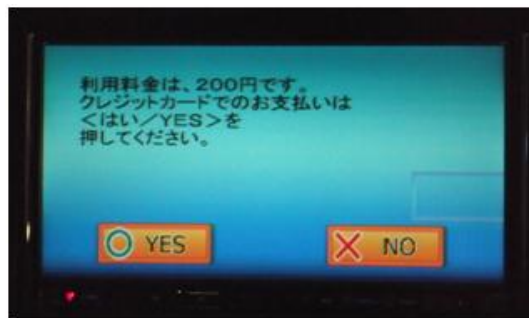 利用料金は、200円です。
クレジットカードでのお支払いは
＜はい／YES＞を
押してください。
YES
NO